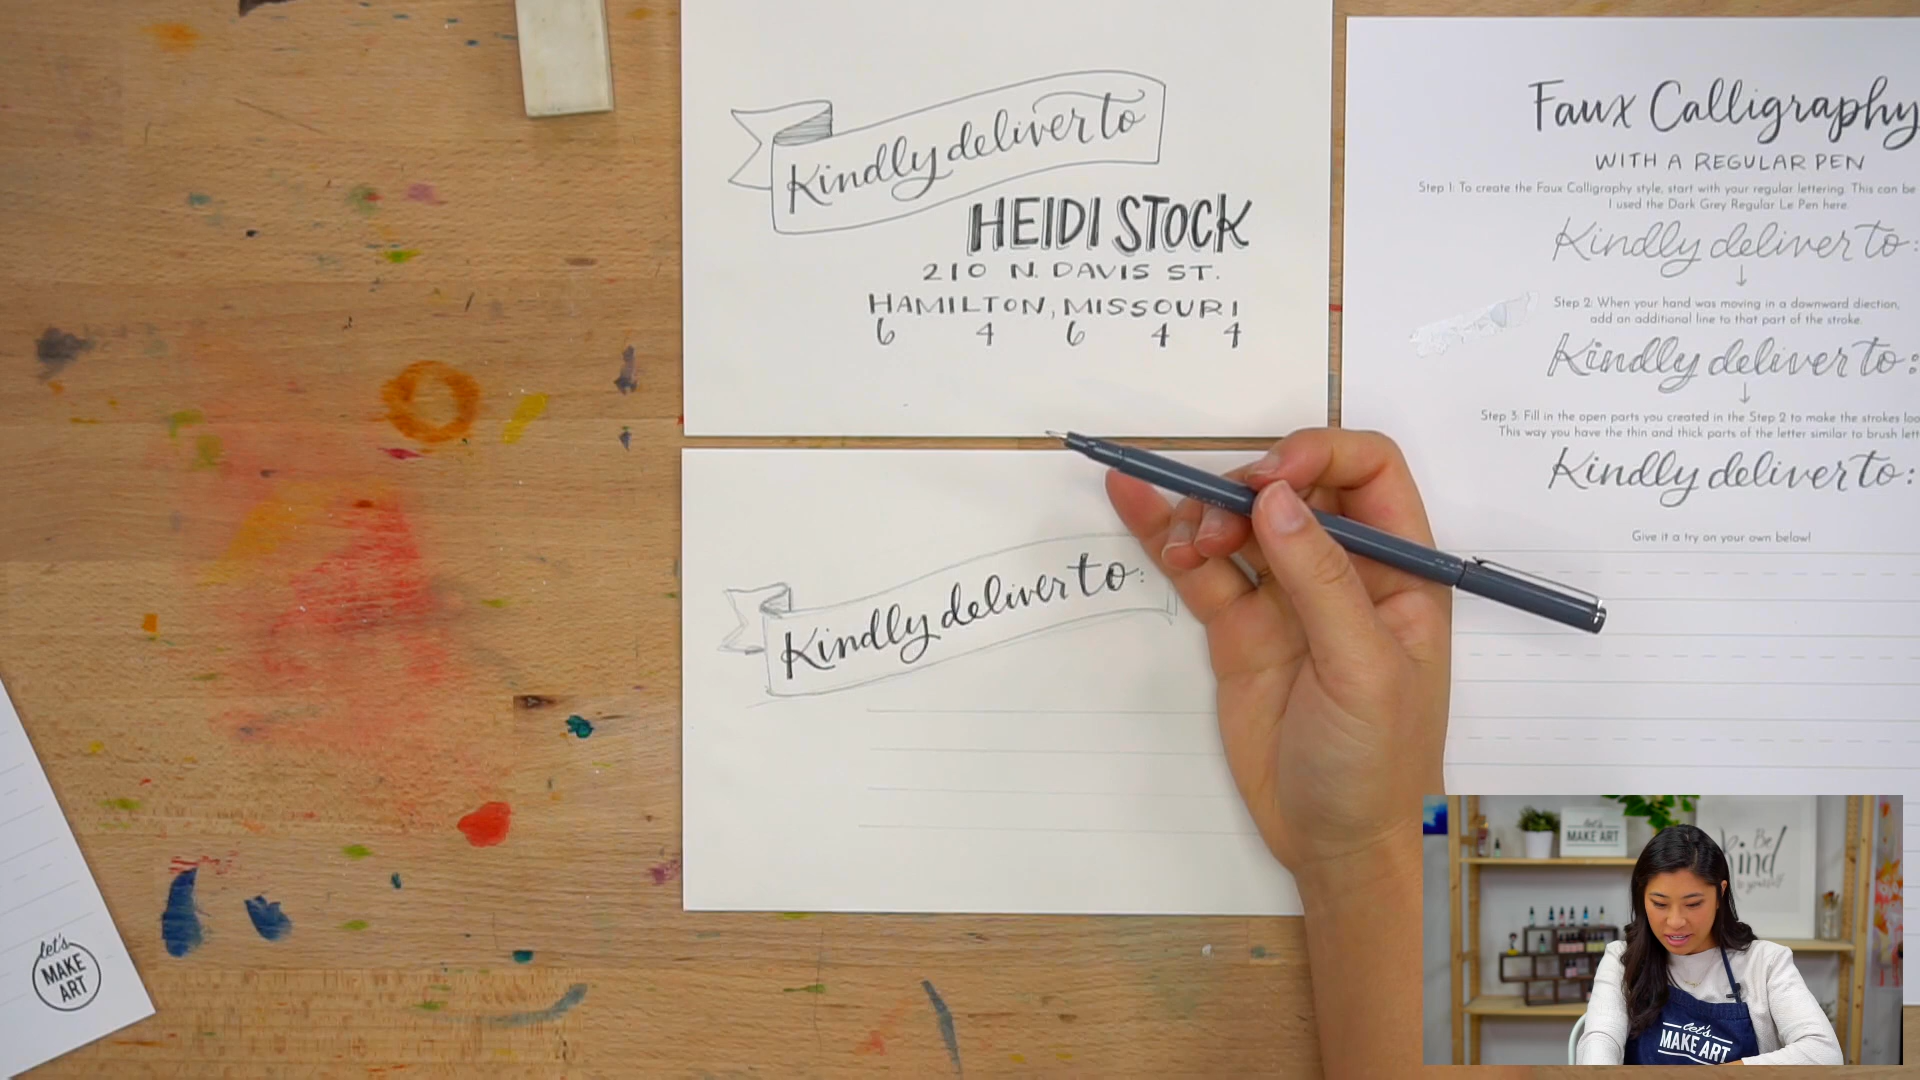 Kindly deliver to
HEIDI STOCK
210 N. DAVIS ST.
HAMILTON, MISSOURI
6 4 6 4 4
Kindly deliver to:
Faux Calligraphy
WITH A REGULAR PEN
Step 1: To create the Faux Calligraphy style, start with your regular lettering. This can be
I used the Dark Grey Regular Le Pen here.
Kindly deliver to:
Step 2: When your hand was moving in a downward diection,
add an additional line to that part of the stroke.
Kindly deliver to:
Step 3: Fill in the open parts you created in the Step 2 to make the strokes
This way you have the thin and thick parts of the letter similar to brush
Kindly deliver to:
Give it a try on your own below!
let's
MAKE
ART
let's
MAKE ART
Be
kind
to yourself
let's
MAKE ART